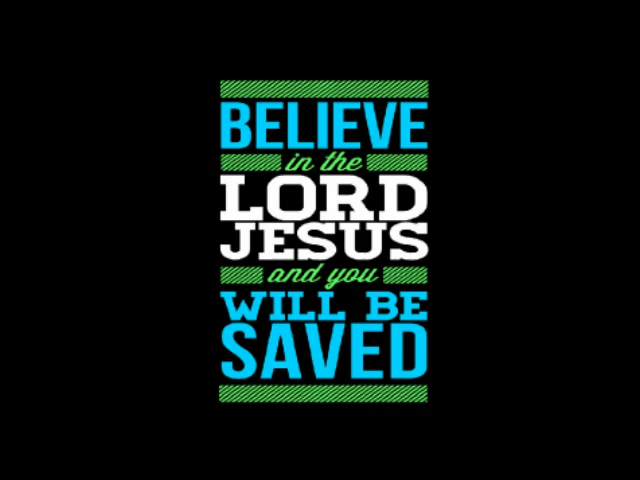 BELIEVE
in the
LORD
JESUS
and you
WILL BE
SAVED